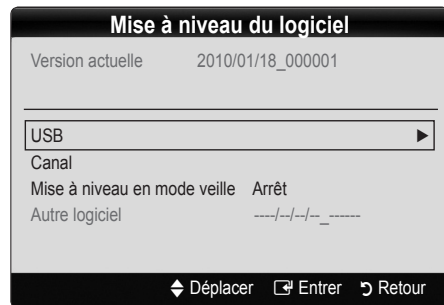 Mise à niveau du logiciel
Version actuelle 2010/01/18_000001
USB ▶
Canal
Mise à niveau en mode veille Arrêt
Autre logiciel ----/--/--/--_------
Déplacer Entrer Retour